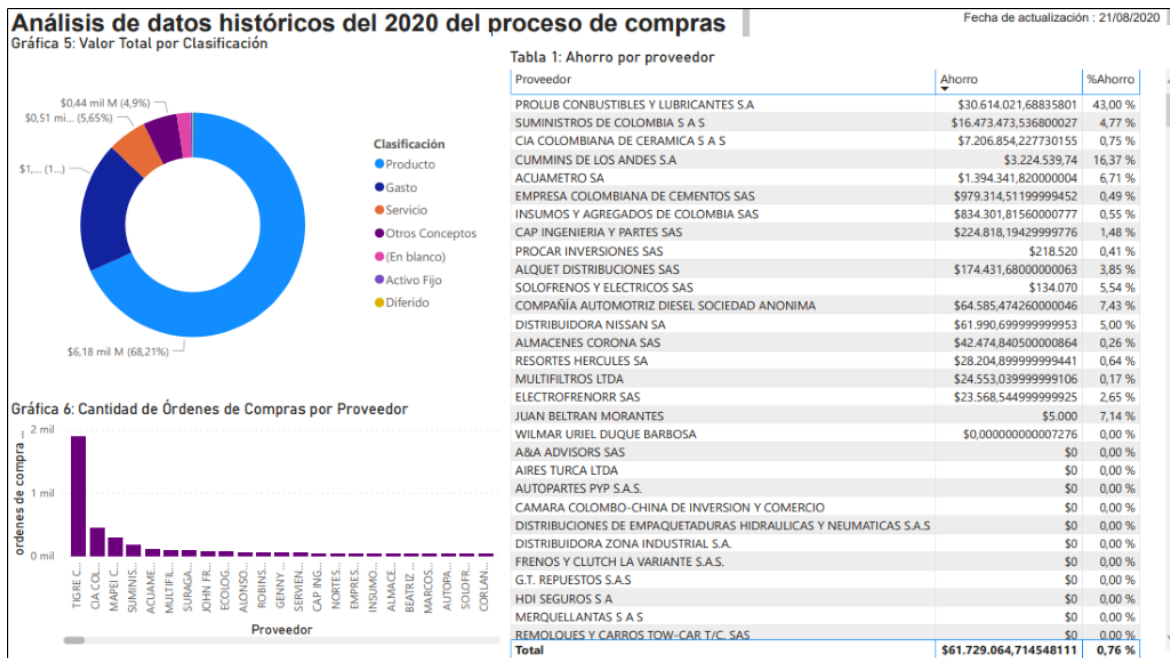 Análisis de datos históricos del 2020 del proceso de compras
Fecha de actualización : 21/08/2020
Gráfica 5: Valor Total por Clasificación
$0,44 mil M (4,9%)
$0,51 mi... (5,65%)
$1,... (1...)
$6,18 mil M (68,21%)
Clasificación
Producto
Gasto
Servicio
Otros Conceptos
(En blanco)
Activo Fijo
Diferido
Gráfica 6: Cantidad de Órdenes de Compras por Proveedor
ordenes de compra ...
2 mil
1 mil
0 mil
TIGRE C...
CIA COL...
MAPEI C...
SUMINIS...
ACUAME...
MULTIFIL...
SURAGA...
JOHN FR...
ECOLOG...
ALONSO...
ROBINS...
GENNY ...
SERVIEN...
CAP ING...
NORTES...
EMPRES...
INSUMO...
ALMACE...
BEATRIZ ...
MARCOS...
AUTOPA...
SOLOFR...
CORLAN...
Proveedor
Tabla 1: Ahorro por proveedor
Proveedor Ahorro %Ahorro
PROLUB CONBUSTIBLES Y LUBRICANTES S.A $30.614.021,68835801 43,00 %
SUMINISTROS DE COLOMBIA S A S $16.473.473,536800027 4,77 %
CIA COLOMBIANA DE CERAMICA S A S $7.206.854,227730155 0,75 %
CUMMINS DE LOS ANDES S.A $3.224.539,74 16,37 %
ACUAMETRO SA $1.394.341,820000004 6,71 %
EMPRESA COLOMBIANA DE CEMENTOS SAS $979.314,51199999452 0,49 %
INSUMOS Y AGREGADOS DE COLOMBIA SAS $834.301,81560000777 0,55 %
CAP INGENIERIA Y PARTES SAS $224.818,19429999776 1,48 %
PROCAR INVERSIONES SAS $218.520 0,41 %
ALQUET DISTRIBUCIONES SAS $174.431,68000000063 3,85 %
SOLOFRENOS Y ELECTRICOS SAS $134.070 5,54 %
COMPAÑÍA AUTOMOTRIZ DIESEL SOCIEDAD ANONIMA $64.585,474260000046 7,43 %
DISTRIBUIDORA NISSAN SA $61.990,699999999953 5,00 %
ALMACENES CORONA SAS $42.474,840500000864 0,26 %
RESORTES HERCULES SA $28.204,899999999441 0,64 %
MULTIFILTROS LTDA $24.553,039999999106 0,17 %
ELECTROFRENORR SAS $23.568,544999999925 2,65 %
JUAN BELTRAN MORANTES $5.000 7,14 %
WILMAR URIEL DUQUE BARBOSA $0,000000000007276 0,00 %
A&A ADVISORS SAS $0 0,00 %
AIRES TURCA LTDA $0 0,00 %
AUTOPARTES PYP S.A.S. $0 0,00 %
CAMARA COLOMBO-CHINA DE INVERSION Y COMERCIO $0 0,00 %
DISTRIBUCIONES DE EMPAQUETADURAS HIDRAULICAS Y NEUMATICAS S.A.S $0 0,00 %
DISTRIBUIDORA ZONA INDUSTRIAL S.A. $0 0,00 %
FRENOS Y CLUTCH LA VARIANTE S.A.S. $0 0,00 %
G.T. REPUESTOS S.A.S $0 0,00 %
HDI SEGUROS S A $0 0,00 %
MERQUELLANTAS S A S $0 0,00 %
REMOLQUES Y CARROS TOW-CAR T/C. SAS $0 0,00 %
Total $61.729.064,714548111 0,76 %